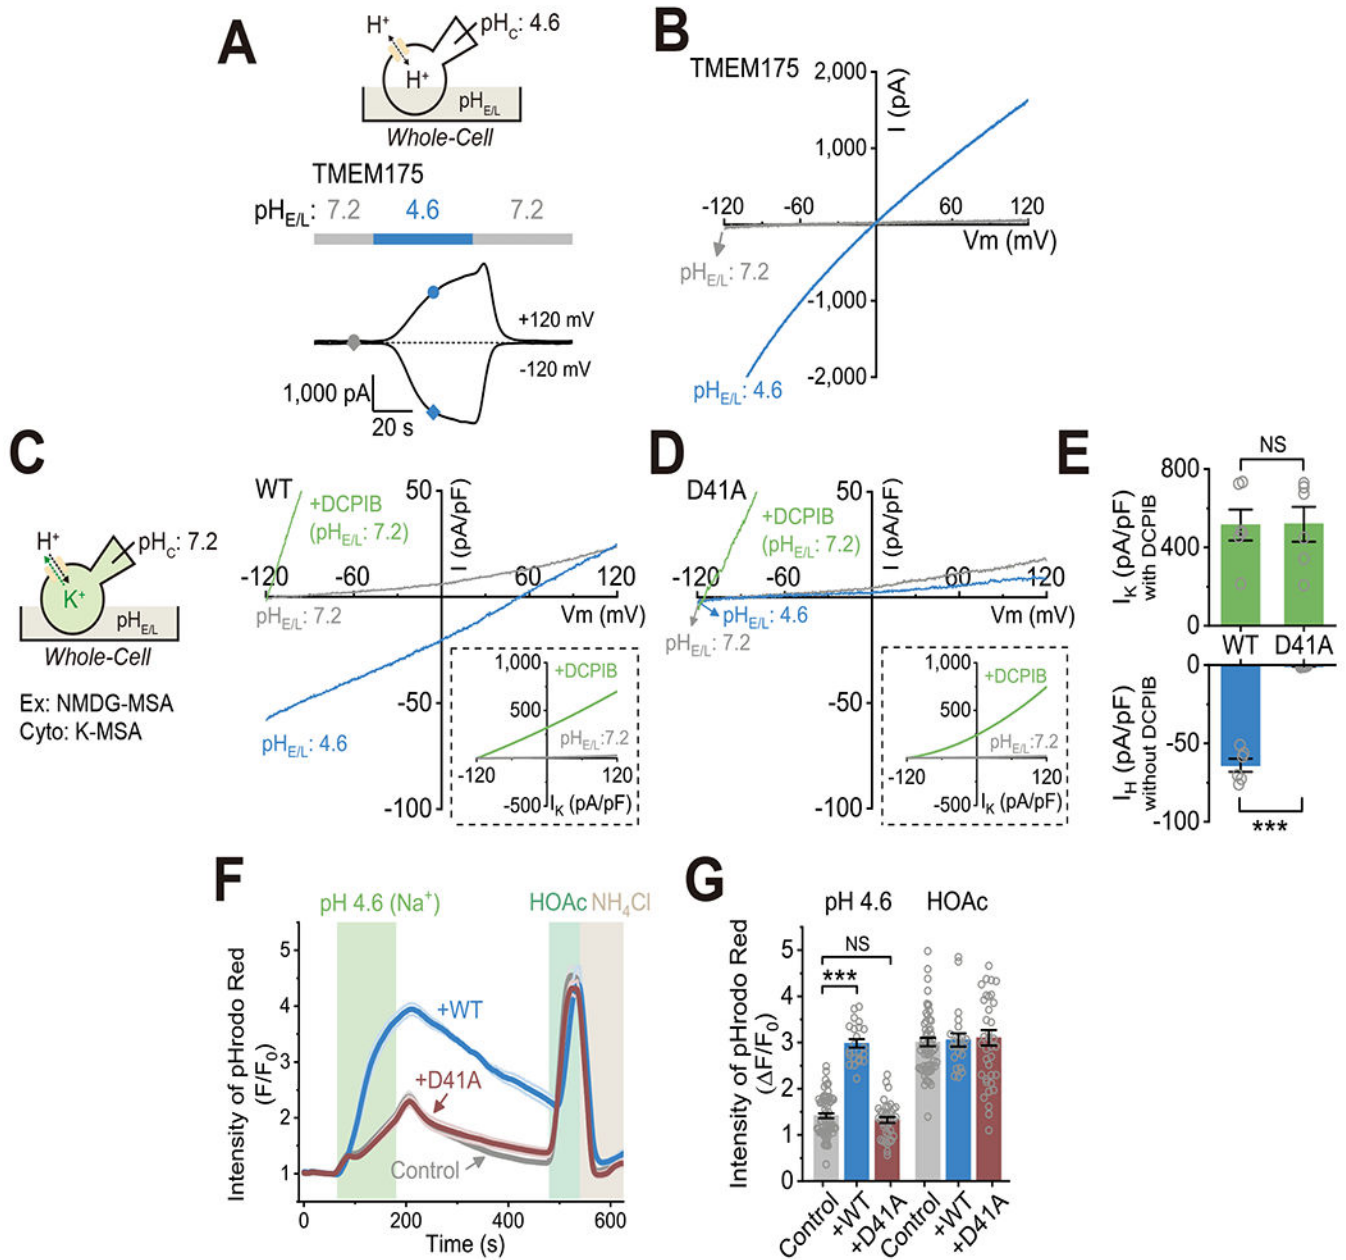 A
H⁺
pH_C: 4.6
H⁺
pH_E/L
Whole-Cell
TMEM175
pH_E/L: 7.2 4.6 7.2
+120 mV
-120 mV
1,000 pA
20 s
B
TMEM175
2,000
I (pA)
1,000
-120 -60 60 120
Vm (mV)
pH_E/L: 7.2
-1,000
pH_E/L: 4.6
-2,000
C
H⁺
pH_C: 7.2
K⁺
pH_E/L
Whole-Cell
Ex: NMDG-MSA
Cyto: K-MSA
WT
50
I (pA/pF)
+DCPIB
(pH_E/L: 7.2)
-120 -60 60 120
Vm (mV)
pH_E/L: 7.2
-50
pH_E/L: 4.6
-100
1,000
+DCPIB
500
pH_E/L:7.2
-120 120
-500
I_K (pA/pF)
D
D41A
50
I (pA/pF)
+DCPIB
(pH_E/L: 7.2)
-120 60 120
Vm (mV)
pH_E/L: 4.6
pH_E/L: 7.2
-50
-100
1,000
+DCPIB
500
pH_E/L:7.2
-120 120
-500
I_K (pA/pF)
E
NS
800
400
0
I_K (pA/pF)
with DCPIB
WT D41A
0
-50
-100
I_H (pA/pF)
without DCPIB
***
F
pH 4.6 (Na⁺)
HOAc NH₄Cl
5
4
3
2
1
Intensity of pHrodo Red
(F/F₀)
+WT
+D41A
Control
0 200 400 600
Time (s)
G
pH 4.6 HOAc
NS
***
5
4
3
2
1
0
Intensity of pHrodo Red
(ΔF/F₀)
Control +WT +D41A Control +WT +D41A